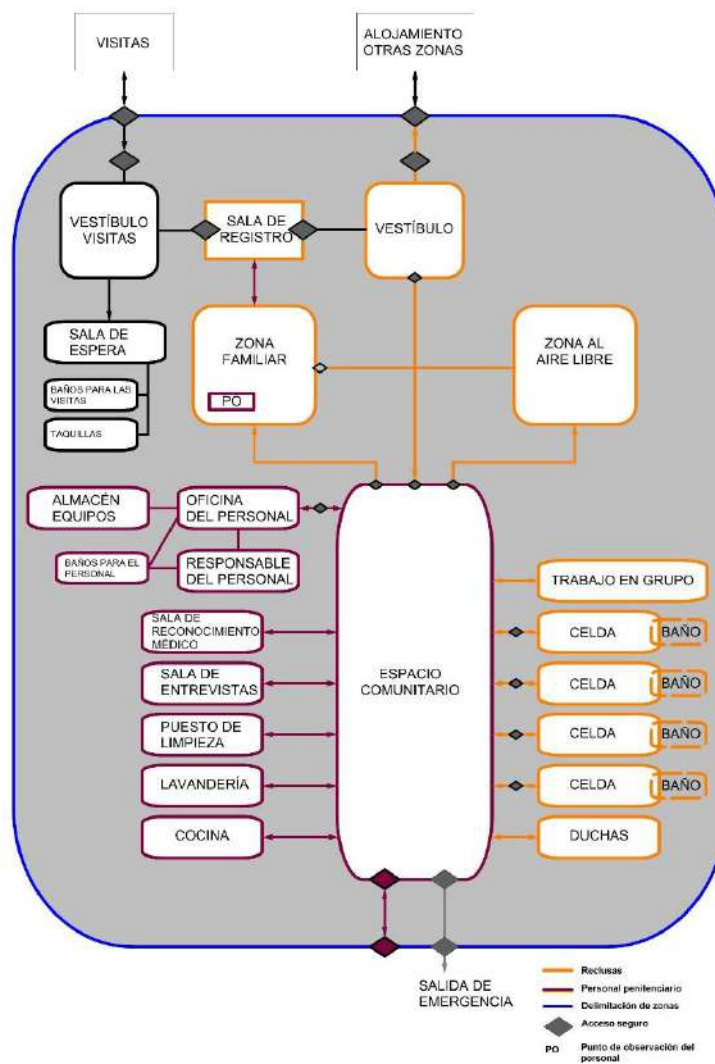 VISITAS
ALOJAMIENTO
OTRAS ZONAS
VESTÍBULO
VISITAS
SALA DE
REGISTRO
VESTÍBULO
SALA DE
ESPERA
BAÑOS PARA LAS
VISITAS
TAQUILLAS
ZONA
FAMILIAR
PO
ZONA AL
AIRE LIBRE
ALMACÉN
EQUIPOS
OFICINA
DEL PERSONAL
BAÑOS PARA EL
PERSONAL
RESPONSABLE
DEL PERSONAL
SALA DE
RECONOCIMIENTO
MÉDICO
SALA DE
ENTREVISTAS
PUESTO DE
LIMPIEZA
LAVANDERÍA
COCINA
ESPACIO
COMUNITARIO
TRABAJO EN GRUPO
CELDA
BAÑO
CELDA
BAÑO
CELDA
BAÑO
CELDA
BAÑO
DUCHAS
SALIDA DE
EMERGENCIA
Reclusas
Personal penitenciario
Delimitación de zonas
Acceso seguro
PO Punto de observación del
personal